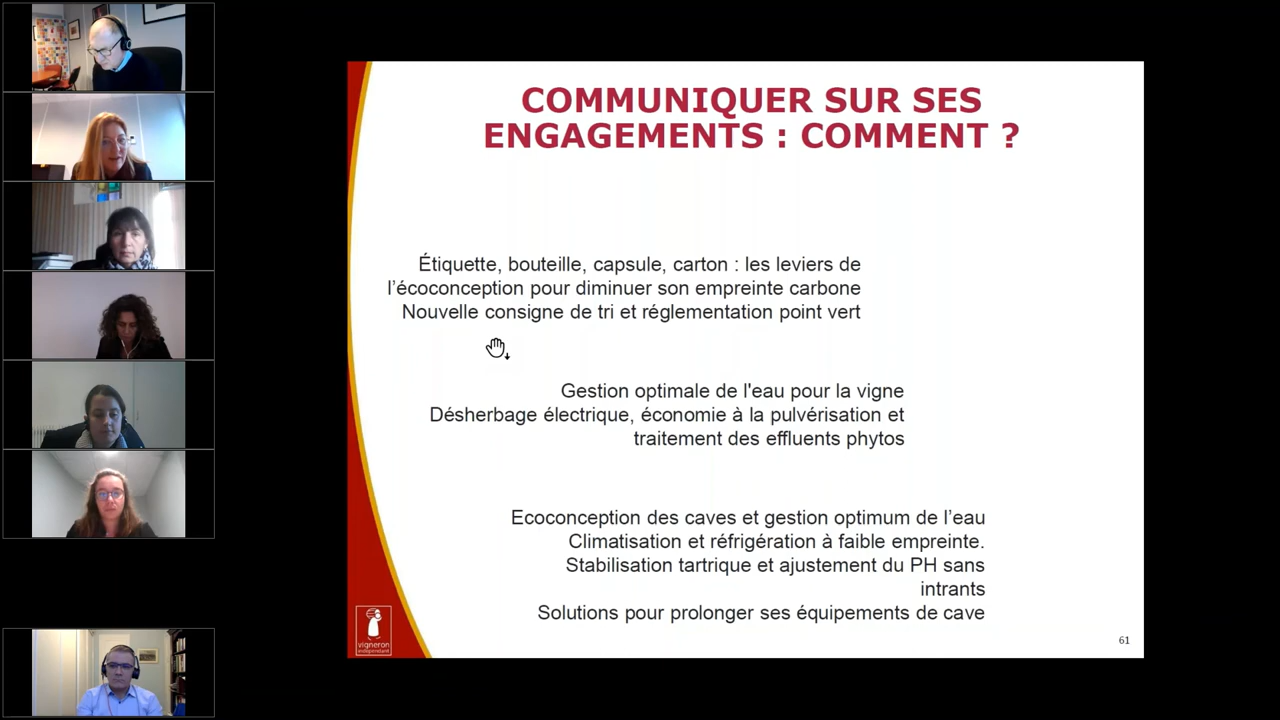 COMMUNIQUER SUR SES
ENGAGEMENTS : COMMENT ?
Étiquette, bouteille, capsule, carton : les leviers de
l’écoconception pour diminuer son empreinte carbone
Nouvelle consigne de tri et réglementation point vert
Gestion optimale de l'eau pour la vigne
Désherbage électrique, économie à la pulvérisation et
traitement des effluents phytos
Ecoconception des caves et gestion optimum de l’eau
Climatisation et réfrigération à faible empreinte.
Stabilisation tartrique et ajustement du PH sans
intrants
Solutions pour prolonger ses équipements de cave
vigneron
indépendant
61